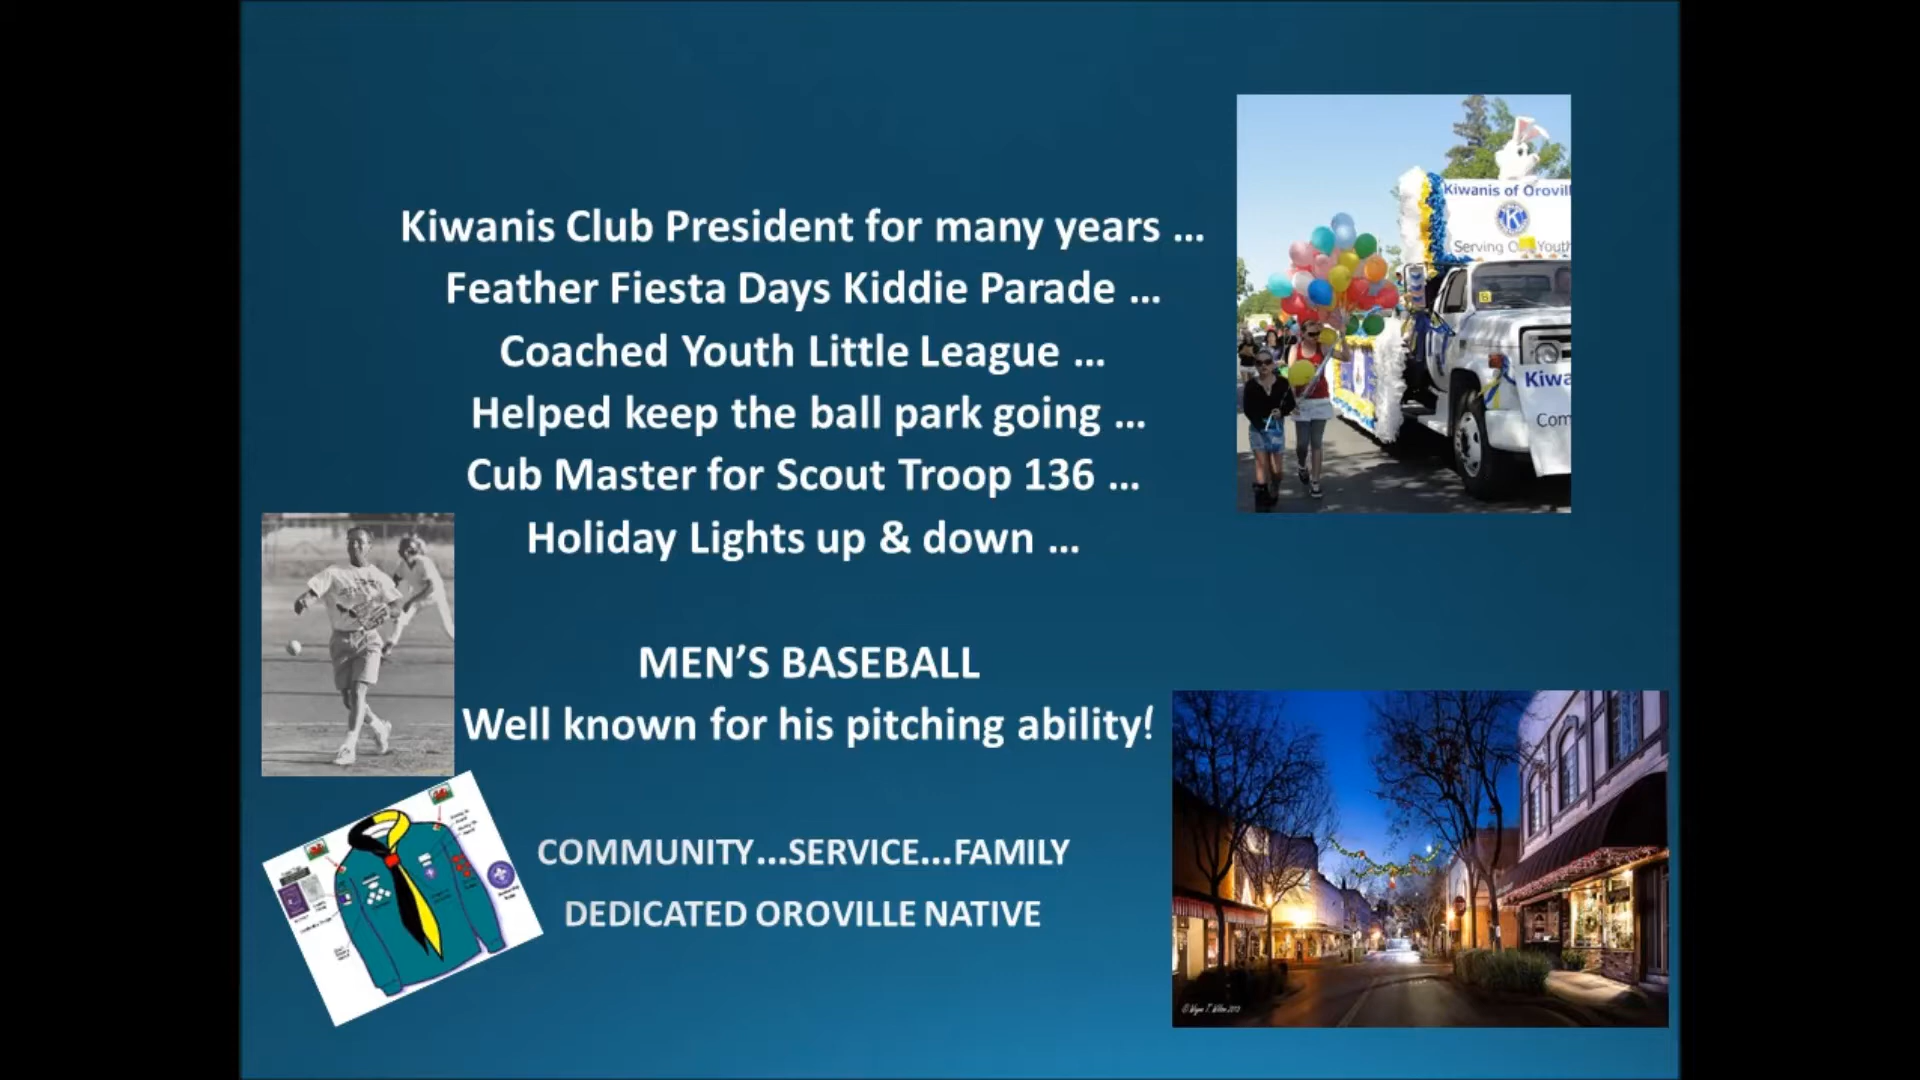 Kiwanis Club President for many years ...
Feather Fiesta Days Kiddie Parade ...
Coached Youth Little League ...
Helped keep the ball park going ...
Cub Master for Scout Troop 136 ...
Holiday Lights up & down ...
MEN'S BASEBALL
Well known for his pitching ability!
COMMUNITY...SERVICE...FAMILY
DEDICATED OROVILLE NATIVE
Kiwanis of Orovill
K
Serving Youth
Kiwa
Com